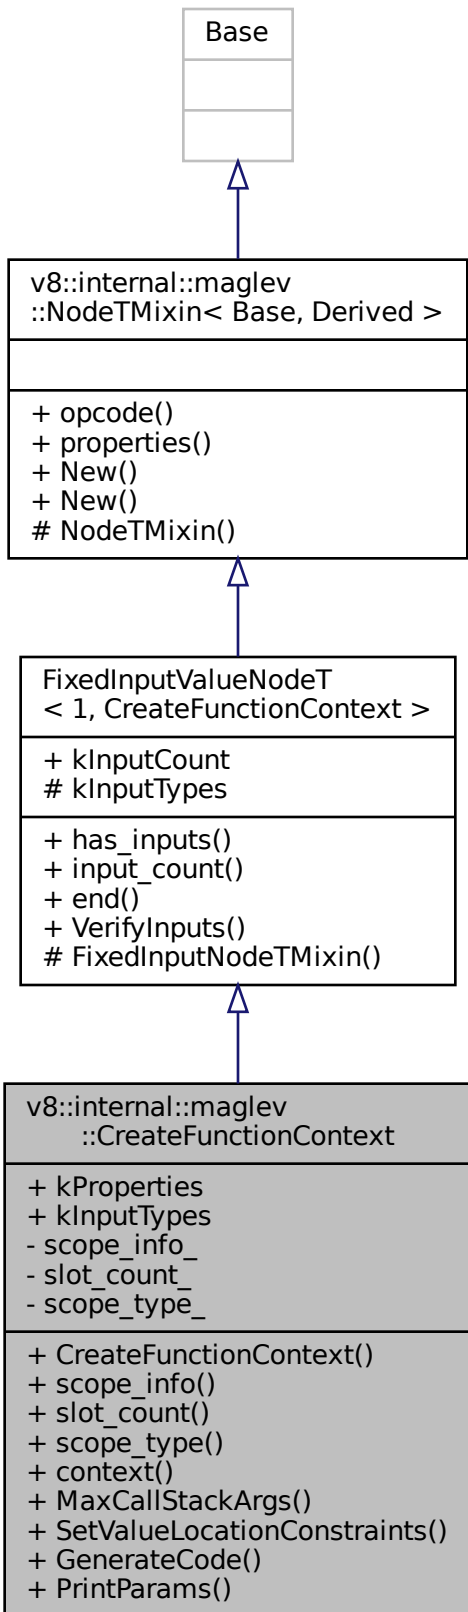 Base
v8::internal::maglev
::NodeTMixin< Base, Derived >
+ opcode()
+ properties()
+ New()
+ New()
# NodeTMixin()
FixedInputValueNodeT
< 1, CreateFunctionContext >
+ kInputCount
# kInputTypes
+ has_inputs()
+ input_count()
+ end()
+ VerifyInputs()
# FixedInputNodeTMixin()
v8::internal::maglev
::CreateFunctionContext
+ kProperties
+ kInputTypes
- scope_info_
- slot_count_
- scope_type_
+ CreateFunctionContext()
+ scope_info()
+ slot_count()
+ scope_type()
+ context()
+ MaxCallStackArgs()
+ SetValueLocationConstraints()
+ GenerateCode()
+ PrintParams()